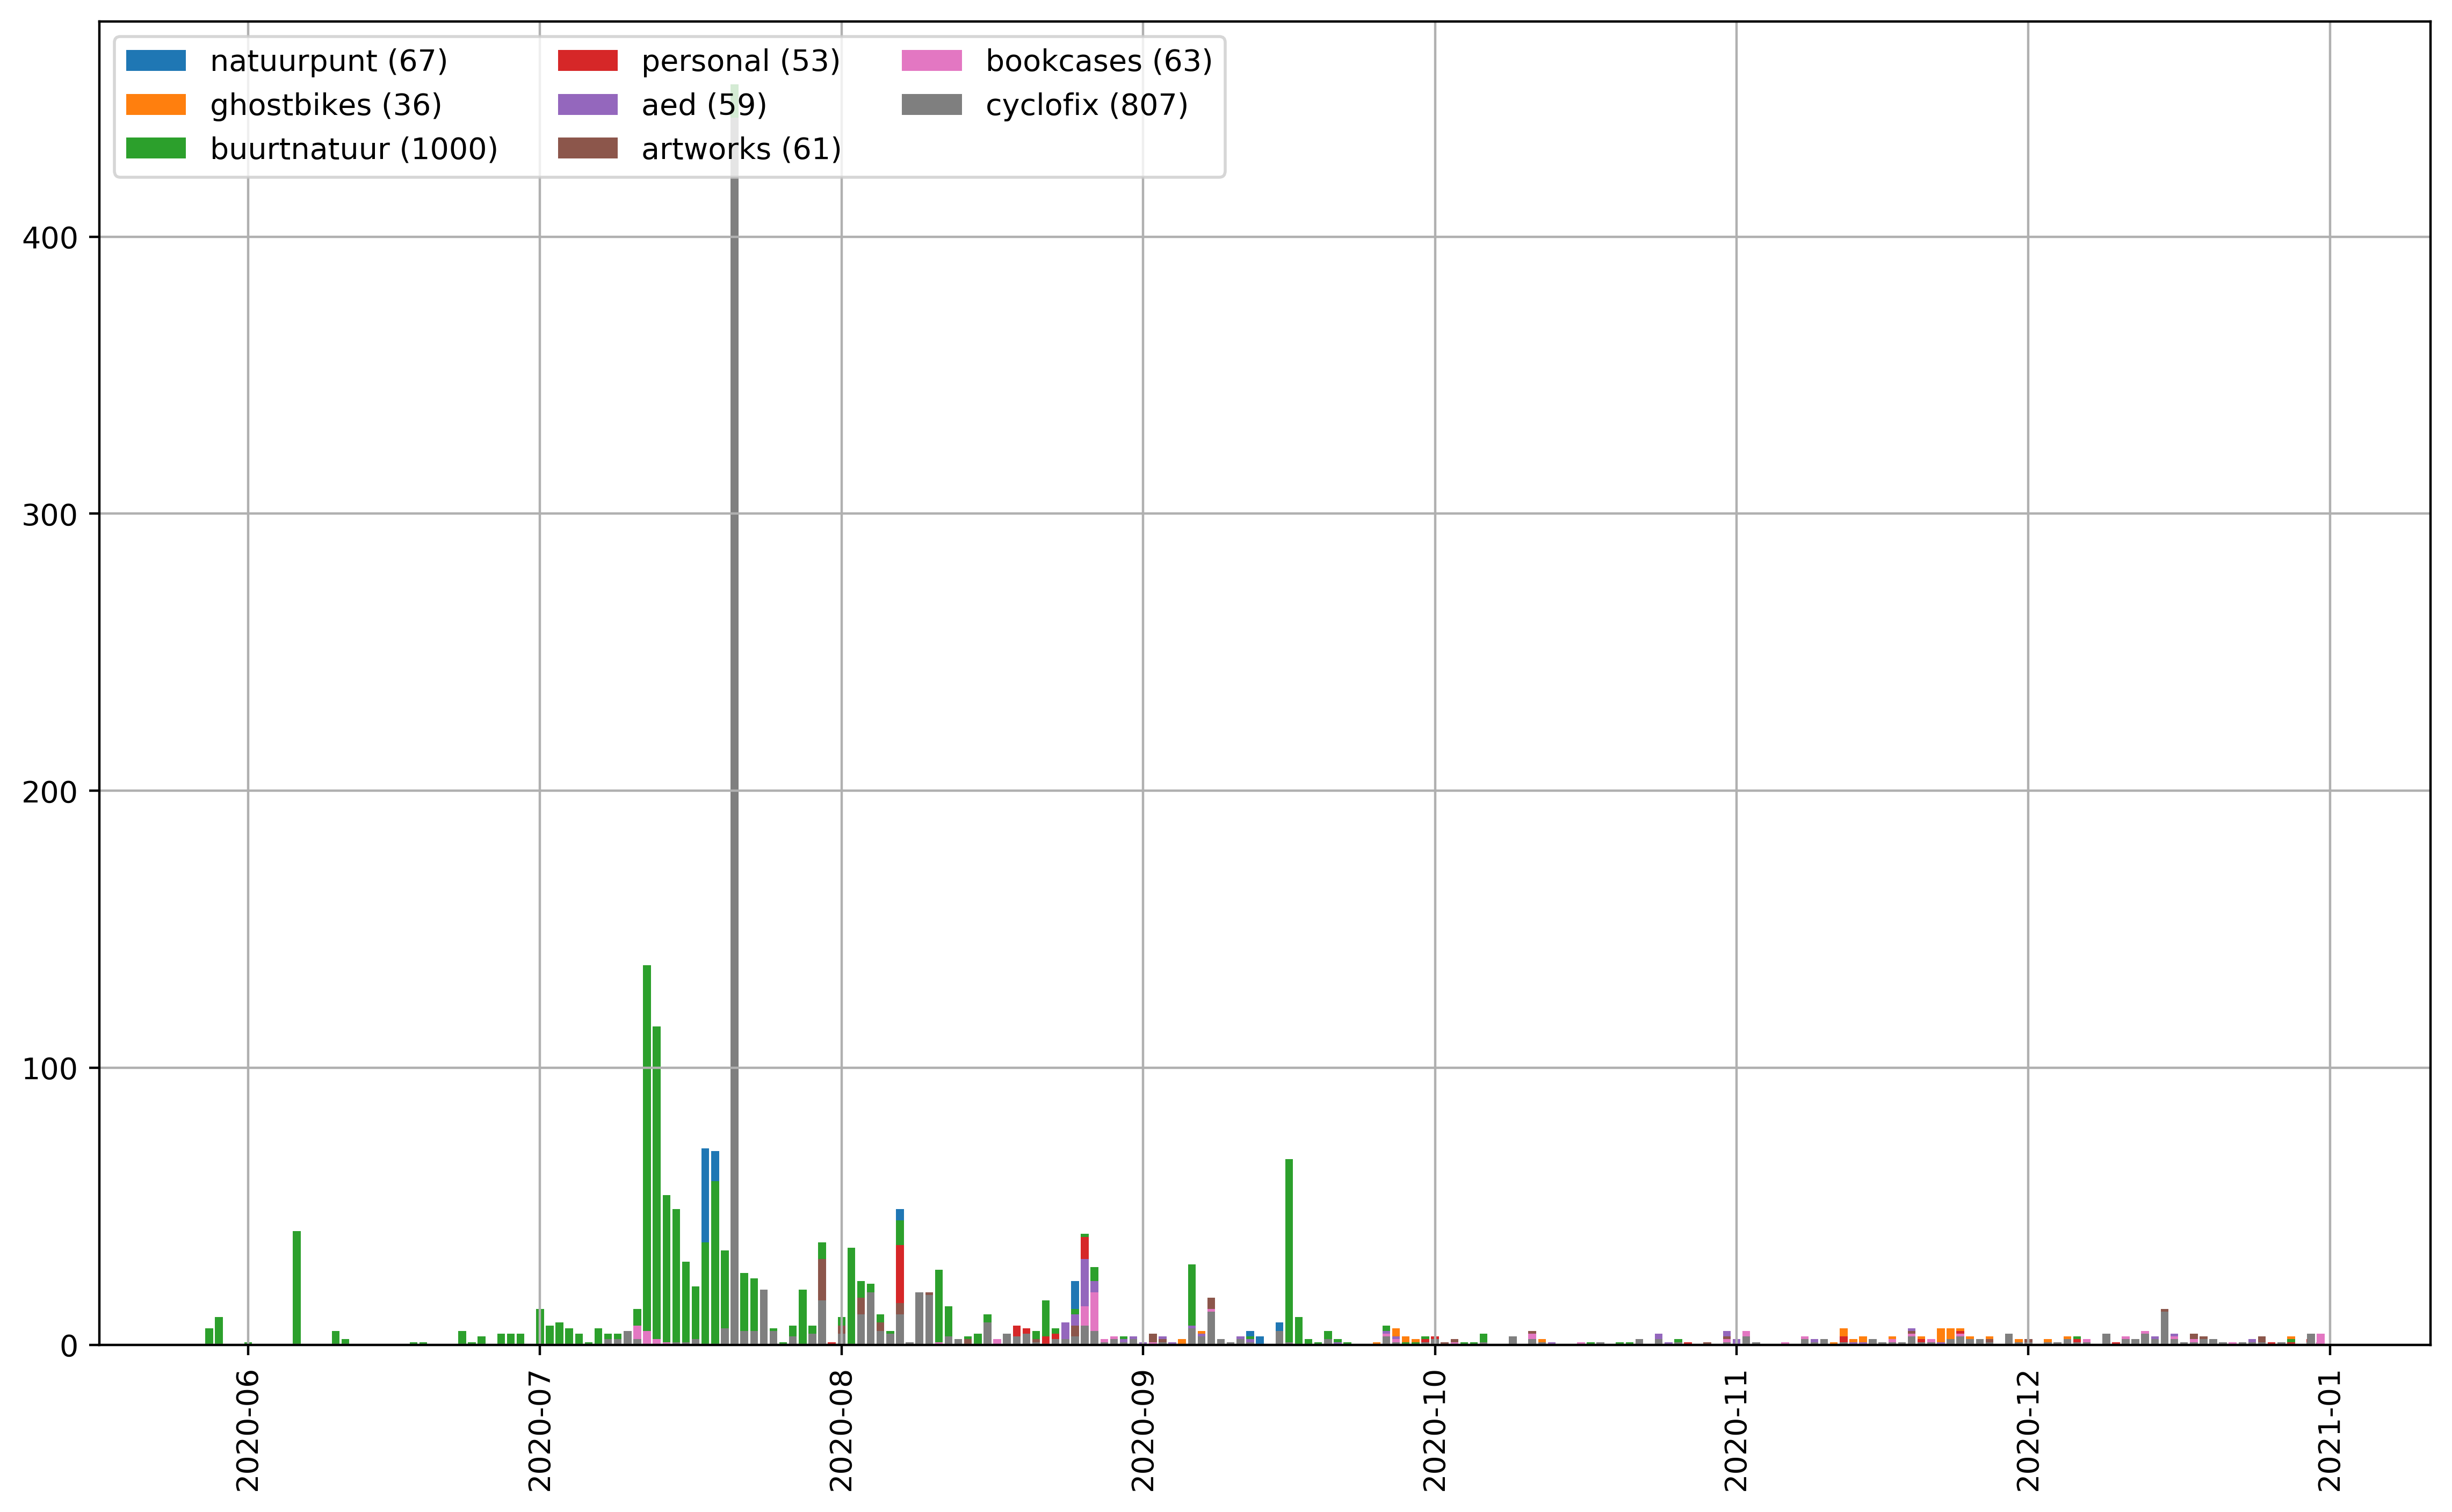 natuurpunt (67)
ghostbikes (36)
buurtnatuur (1000)
personal (53)
aed (59)
artworks (61)
bookcases (63)
cyclofix (807)
400
300
200
100
0
2020-06
2020-07
2020-08
2020-09
2020-10
2020-11
2020-12
2021-01